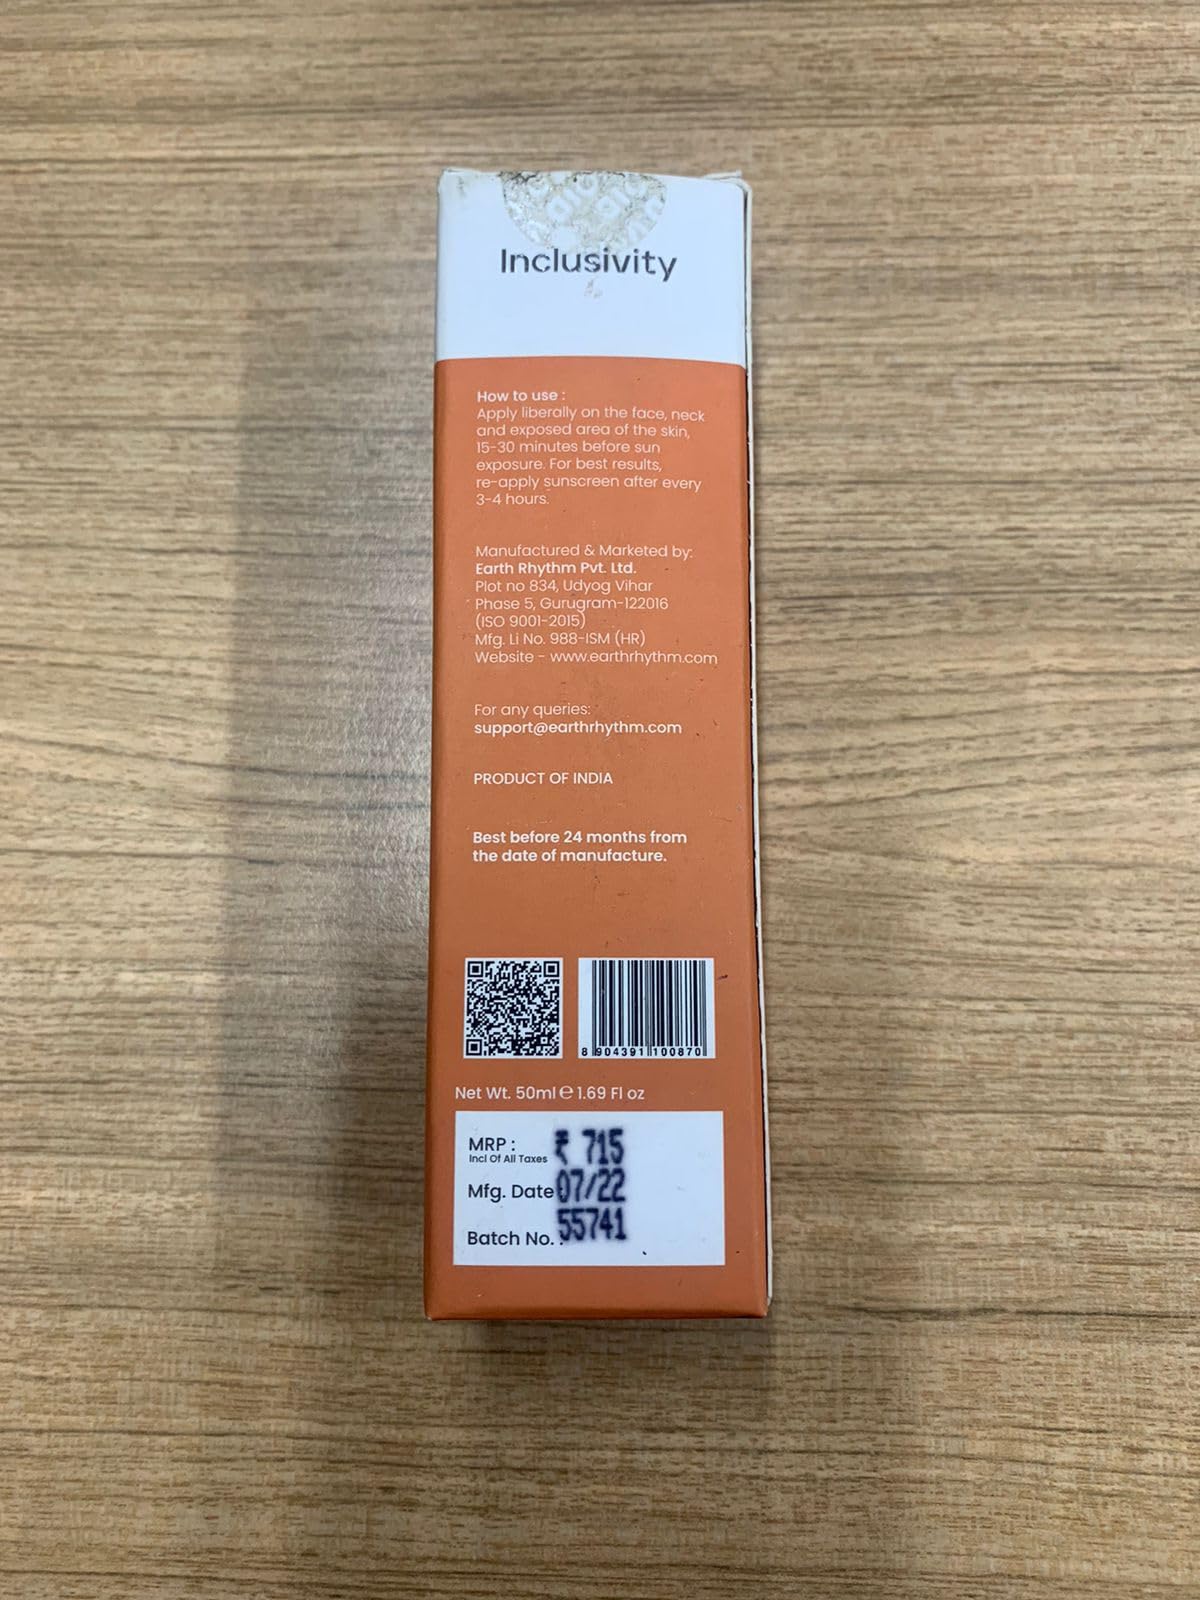 Inclusivity
How to use :
Apply liberally on the face, neck
and exposed area of the skin,
15-30 minutes before sun
exposure. For best results,
re-apply sunscreen after every
3-4 hours.
Manufactured & Marketed by:
Earth Rhythm Pvt. Ltd.
Plot no 834, Udyog Vihar
Phase 5, Gurugram-122016
(ISO 9001-2015)
Mfg. Li No. 988-ISM (HR)
Website - www.earthrhythm.com
For any queries:
support@earthrhythm.com
PRODUCT OF INDIA
Best before 24 months from
the date of manufacture.
8 904391 100870
Net Wt. 50ml ℮ 1.69 Fl oz
MRP : ₹ 715
Incl Of All Taxes
Mfg. Date 07/22
Batch No. : 55741